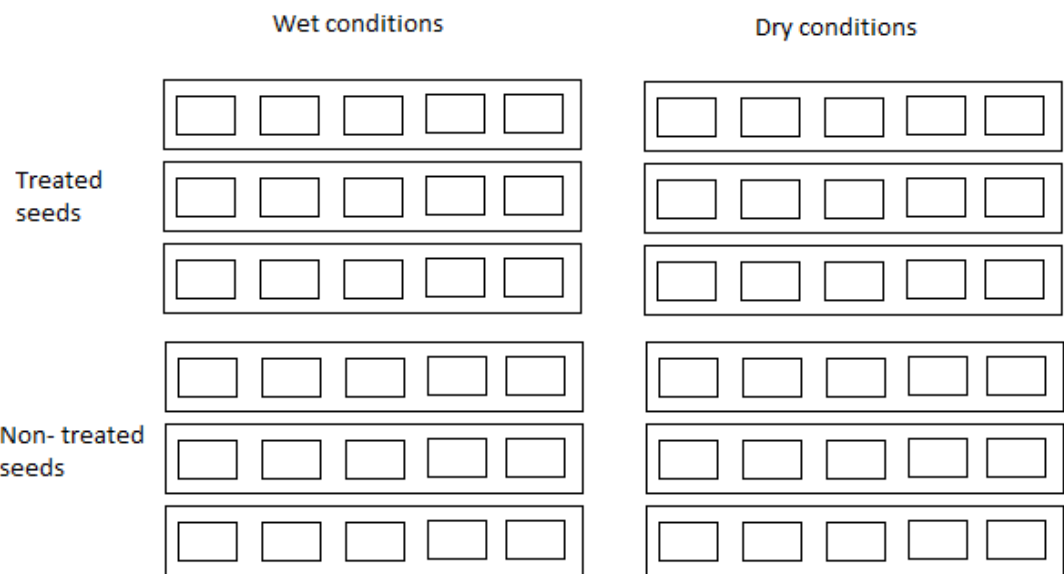 Wet conditions
Dry conditions
Treated
seeds
Non- treated
seeds